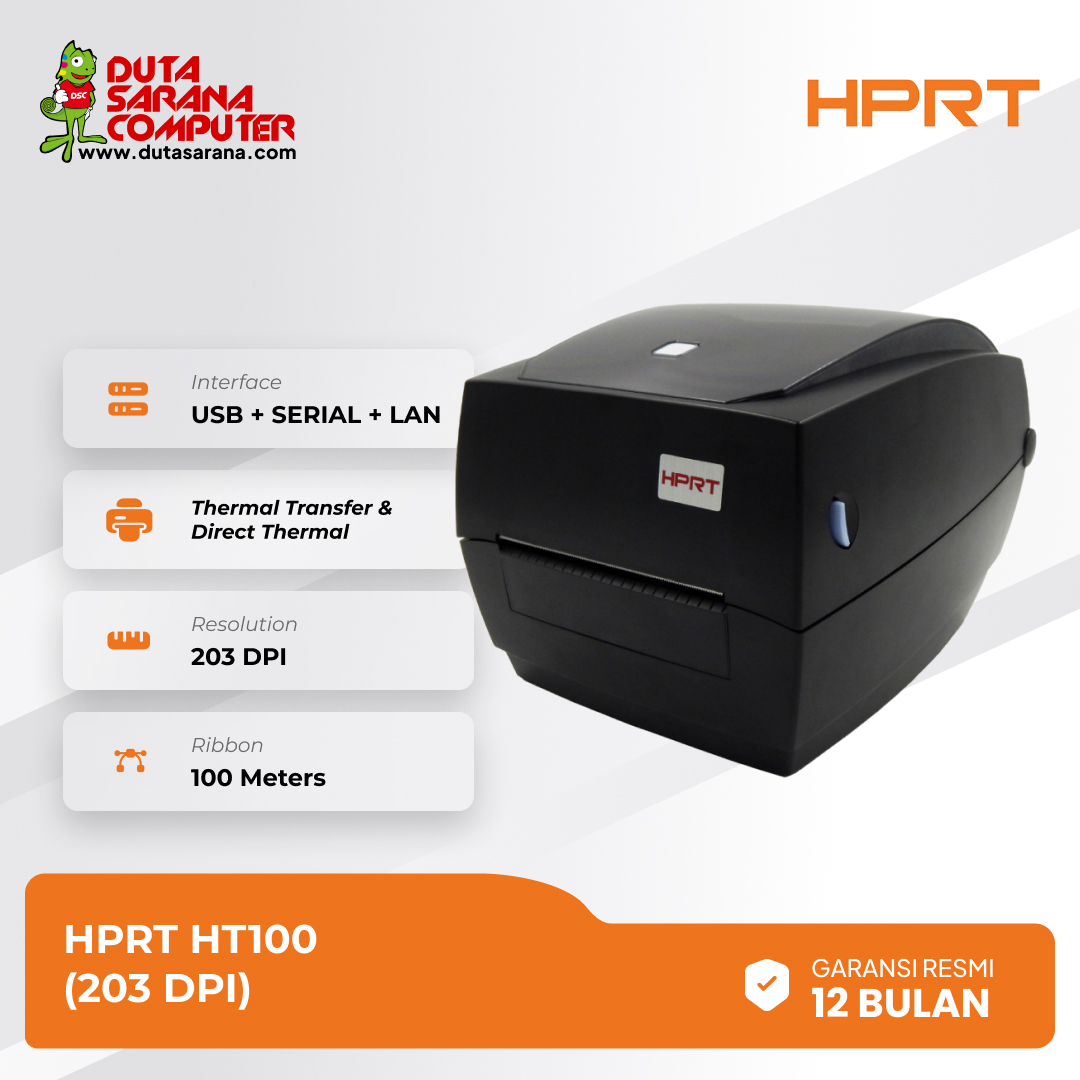 DSC
DUTA
SARANA
COMPUTER
www.dutasarana.com
HPRT
Interface
USB + SERIAL + LAN
Thermal Transfer &
Direct Thermal
Resolution
203 DPI
Ribbon
100 Meters
HPRT
HPRT HT100
(203 DPI)
GARANSI RESMI
12 BULAN